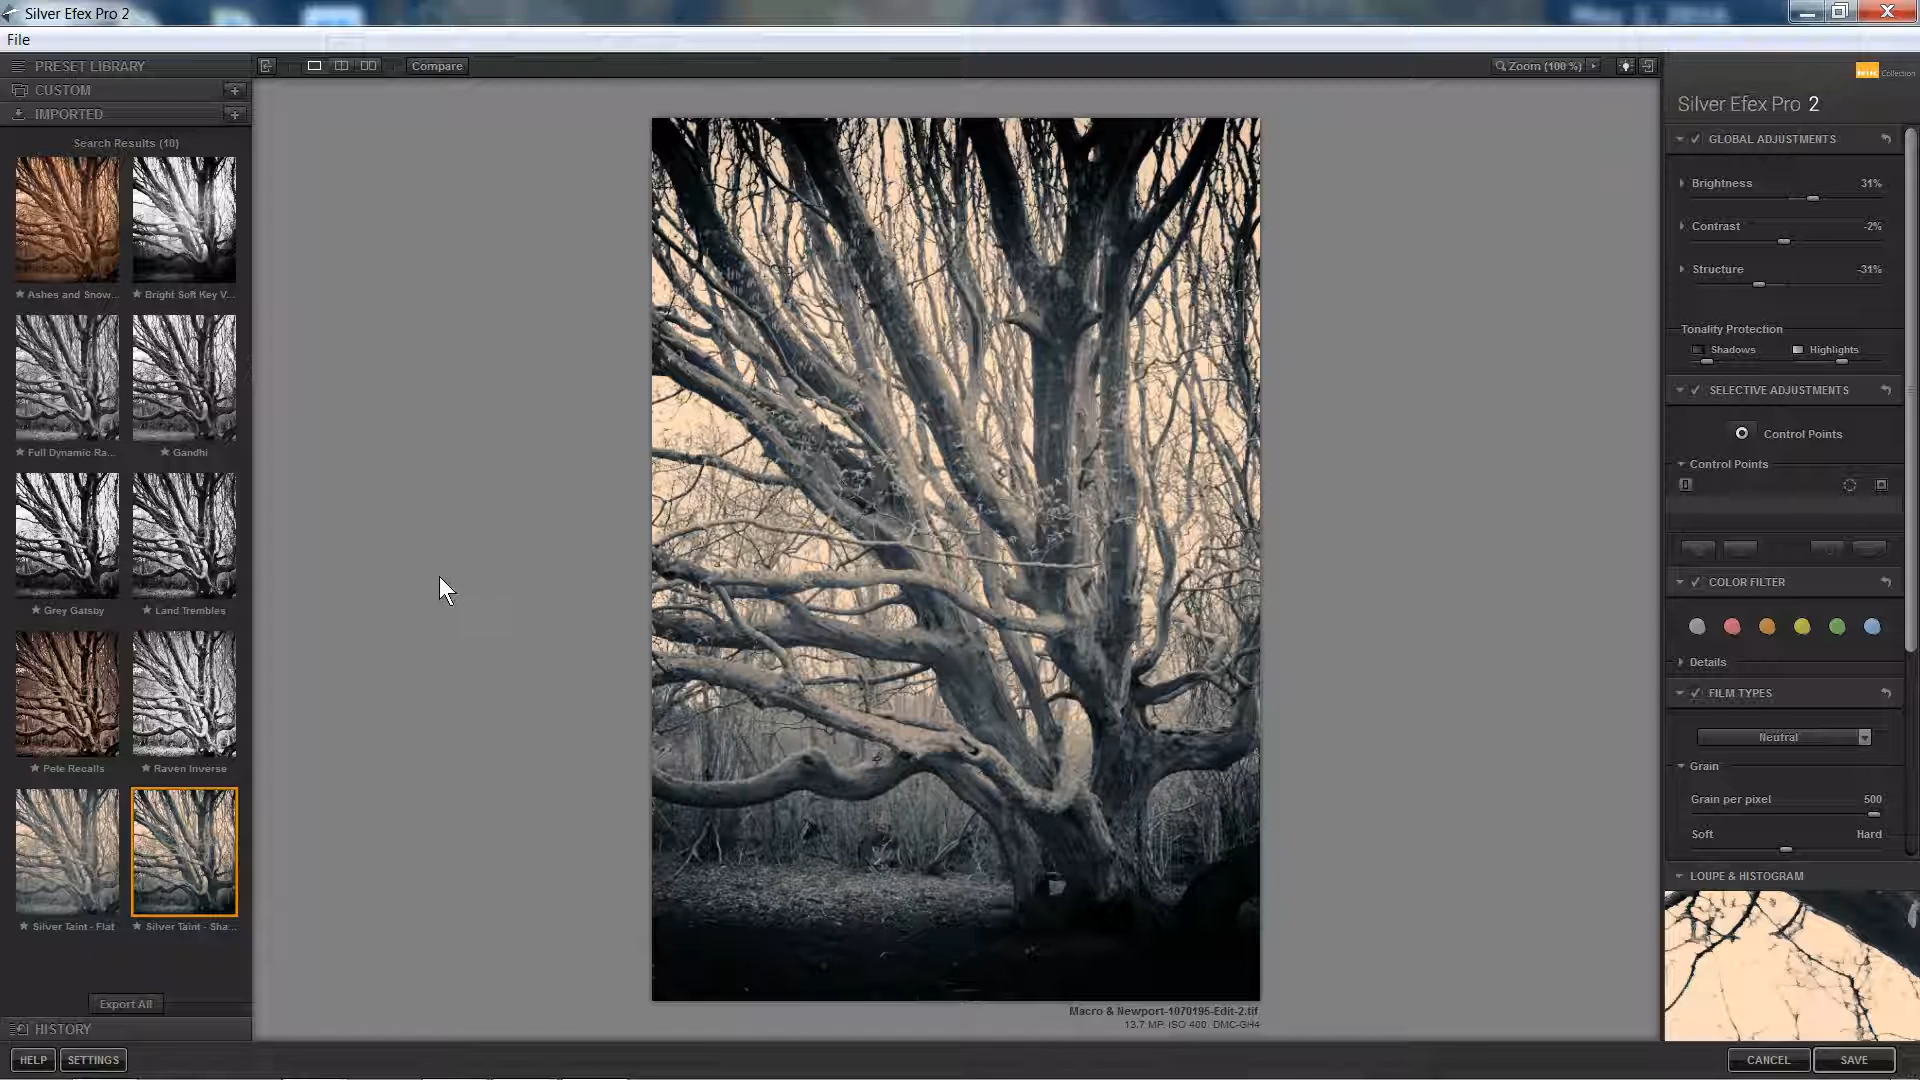 Silver Efex Pro 2
File
PRESET LIBRARY
CUSTOM
IMPORTED
Search Results (10)
Ashes and Snow...
Bright Soft Key V...
Full Dynamic Ra...
Gandhi
Grey Gatsby
Land Trembles
Pete Recalls
Raven Inverse
Silver Taint - Flat
Silver Taint - Sha...
Export All
HISTORY
HELP
SETTINGS
Compare
Zoom (100 %)
Macro & Newport-1070195-Edit-2.tif
13.7 MP, ISO 400, DMC-GH4
Collection
Silver Efex Pro 2
GLOBAL ADJUSTMENTS
Brightness 31%
Contrast -2%
Structure -31%
Tonality Protection
Shadows Highlights
SELECTIVE ADJUSTMENTS
Control Points
Control Points
COLOR FILTER
Details
FILM TYPES
Neutral
Grain
Grain per pixel 500
Soft Hard
LOUPE & HISTOGRAM
CANCEL
SAVE